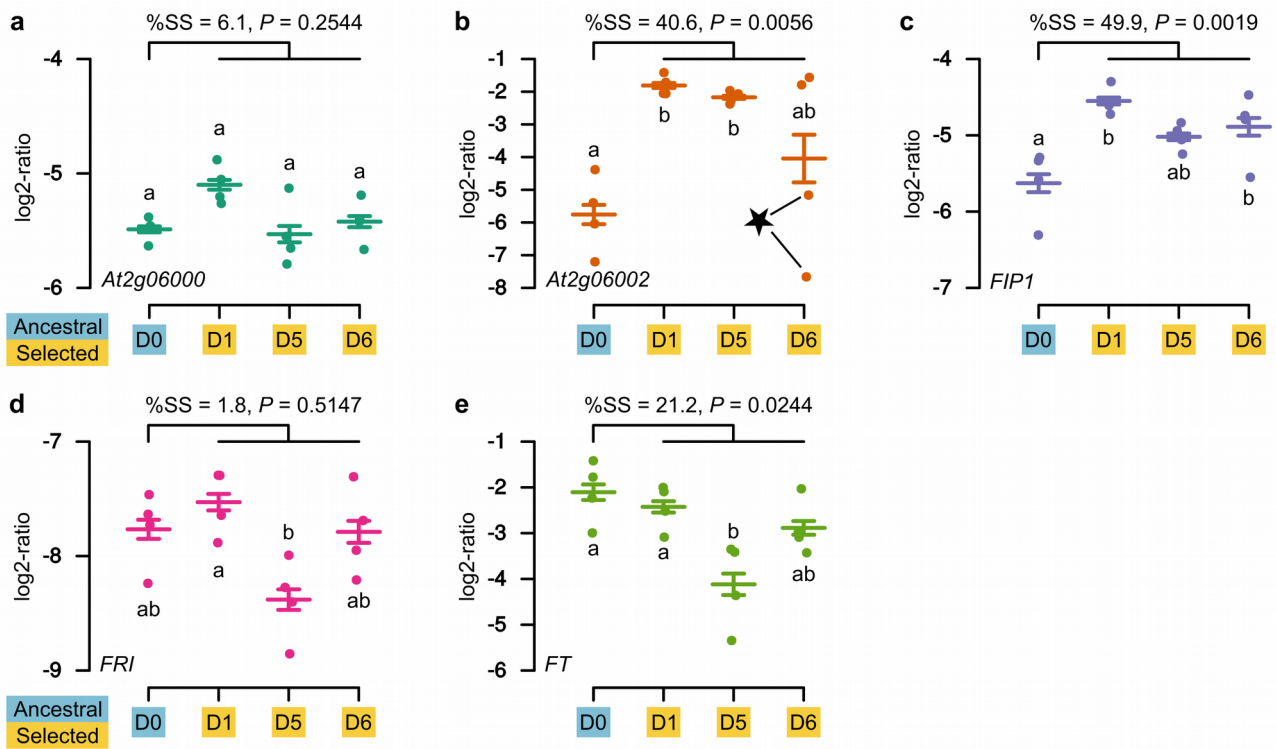 a
%SS = 6.1, P = 0.2544
-4
-5
-6
log2-ratio
a
a
a
a
At2g06000
Ancestral
Selected
D0 D1 D5 D6
b
%SS = 40.6, P = 0.0056
-1
-2
-3
-4
-5
-6
-7
-8
log2-ratio
a
b
b
ab
At2g06002
D0 D1 D5 D6
c
%SS = 49.9, P = 0.0019
-4
-5
-6
-7
log2-ratio
a
b
ab
b
FIP1
D0 D1 D5 D6
d
%SS = 1.8, P = 0.5147
-7
-8
-9
log2-ratio
ab
a
b
ab
FRI
Ancestral
Selected
D0 D1 D5 D6
e
%SS = 21.2, P = 0.0244
-1
-2
-3
-4
-5
-6
log2-ratio
a
a
b
ab
FT
D0 D1 D5 D6